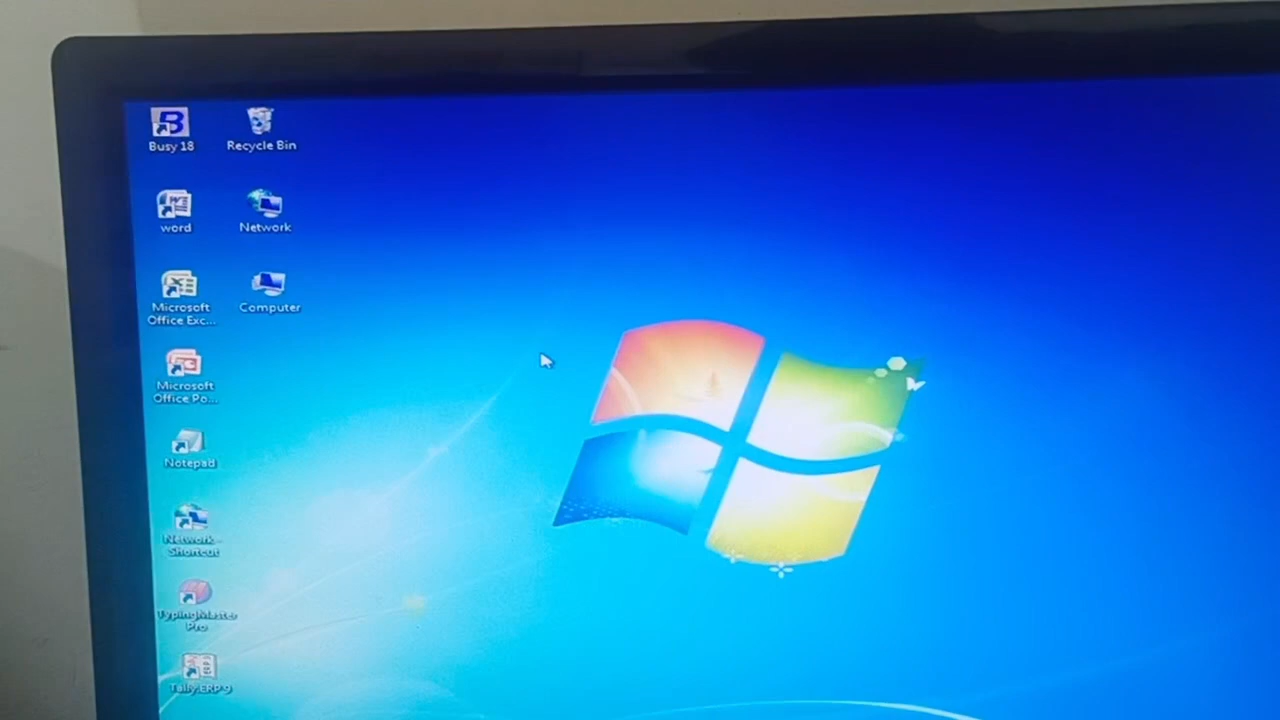 Busy 18
Recycle Bin
word
Network
Microsoft
Office Exc...
Computer
Microsoft
Office Po...
Notepad
Network -
Shortcut
TypingMaster
Pro
Tally.ERP 9